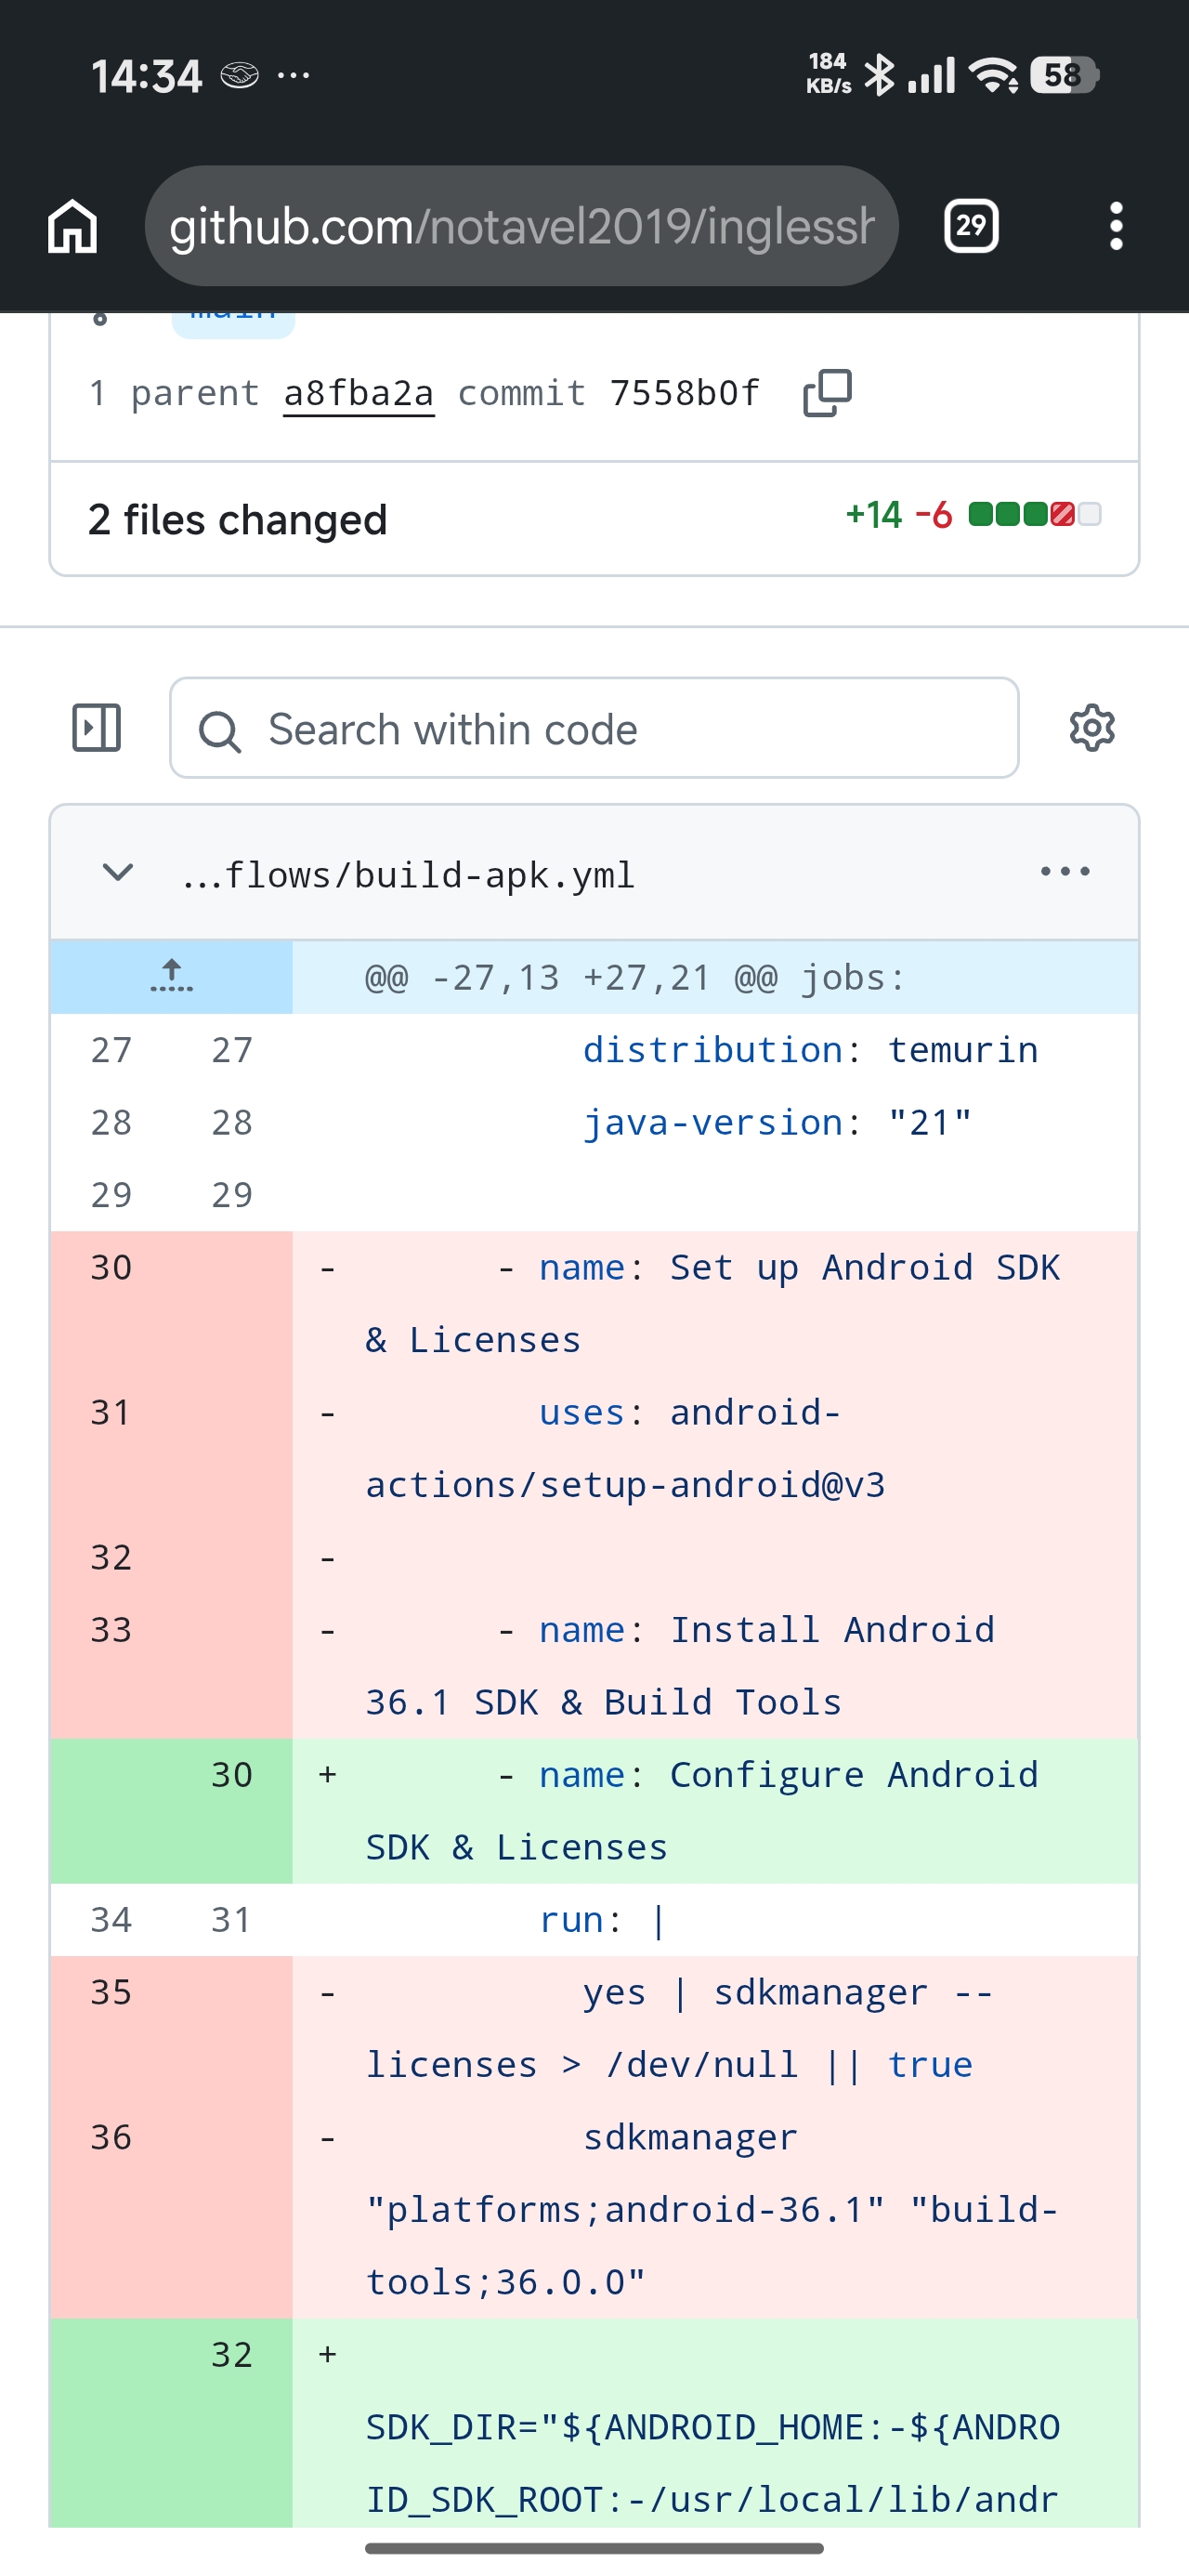 14:34 ...
184 KB/s 58
github.com/notavel2019/inglessh
29
main
1 parent a8fba2a commit 7558b0f
2 files changed +14 -6
Search within code
...flows/build-apk.yml ...
@@ -27,13 +27,21 @@ jobs:
27 27 distribution: temurin
28 28 java-version: "21"
29 29
30 - - name: Set up Android SDK
& Licenses
31 - uses: android-
actions/setup-android@v3
32 -
33 - - name: Install Android
36.1 SDK & Build Tools
30 + - name: Configure Android
SDK & Licenses
34 31 run: |
35 - yes | sdkmanager --
licenses > /dev/null || true
36 - sdkmanager
"platforms;android-36.1" "build-
tools;36.0.0"
32 +
SDK_DIR="${ANDROID_HOME:-${ANDRO
ID_SDK_ROOT:-/usr/local/lib/andr